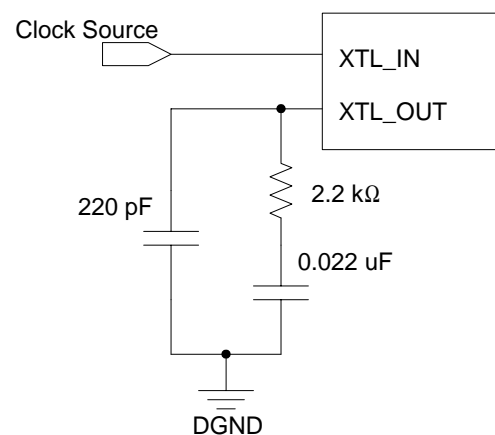 Clock Source
XTL_IN
XTL_OUT
2.2 kΩ
220 pF
0.022 uF
DGND